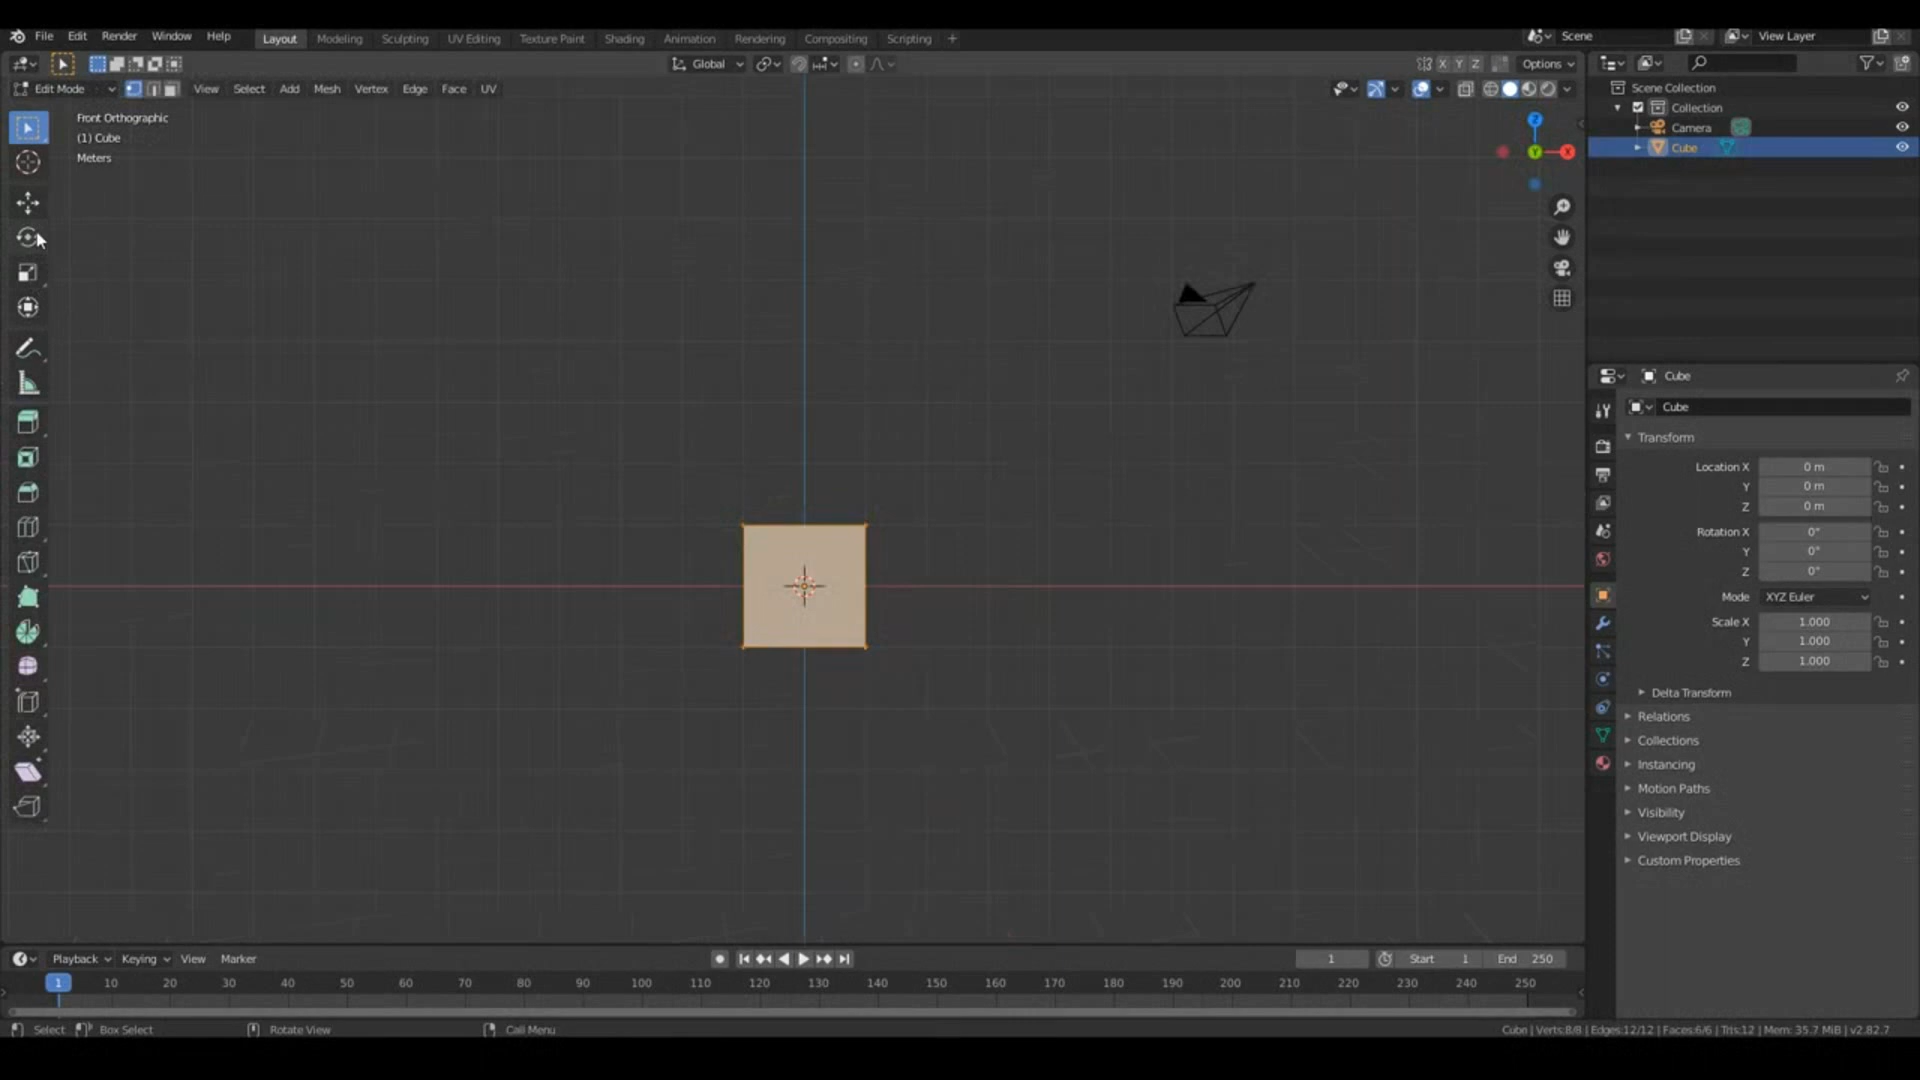 File Edit Render Window Help Layout Modeling Sculpting UV Editing Texture Paint Shading Animation Rendering Compositing Scripting + Scene View Layer
Global X Y Z Options
Edit Mode View Select Add Mesh Vertex Edge Face UV
Scene Collection
Collection
Camera
Cube
Front Orthographic
(1) Cube
Meters
Z
Y X
Cube
Cube
Transform
Location X 0 m
Y 0 m
Z 0 m
Rotation X 0°
Y 0°
Z 0°
Mode XYZ Euler
Scale X 1.000
Y 1.000
Z 1.000
Delta Transform
Relations
Collections
Instancing
Motion Paths
Visibility
Viewport Display
Custom Properties
Playback Keying View Marker 1 Start 1 End 250
1 10 20 30 40 50 60 70 80 90 100 110 120 130 140 150 160 170 180 190 200 210 220 230 240 250
Select Box Select Rotate View Call Menu Cube | Verts:8/8 | Edges:12/12 | Faces:6/6 | Tris:12 | Mem: 35.7 MiB | v2.82.7